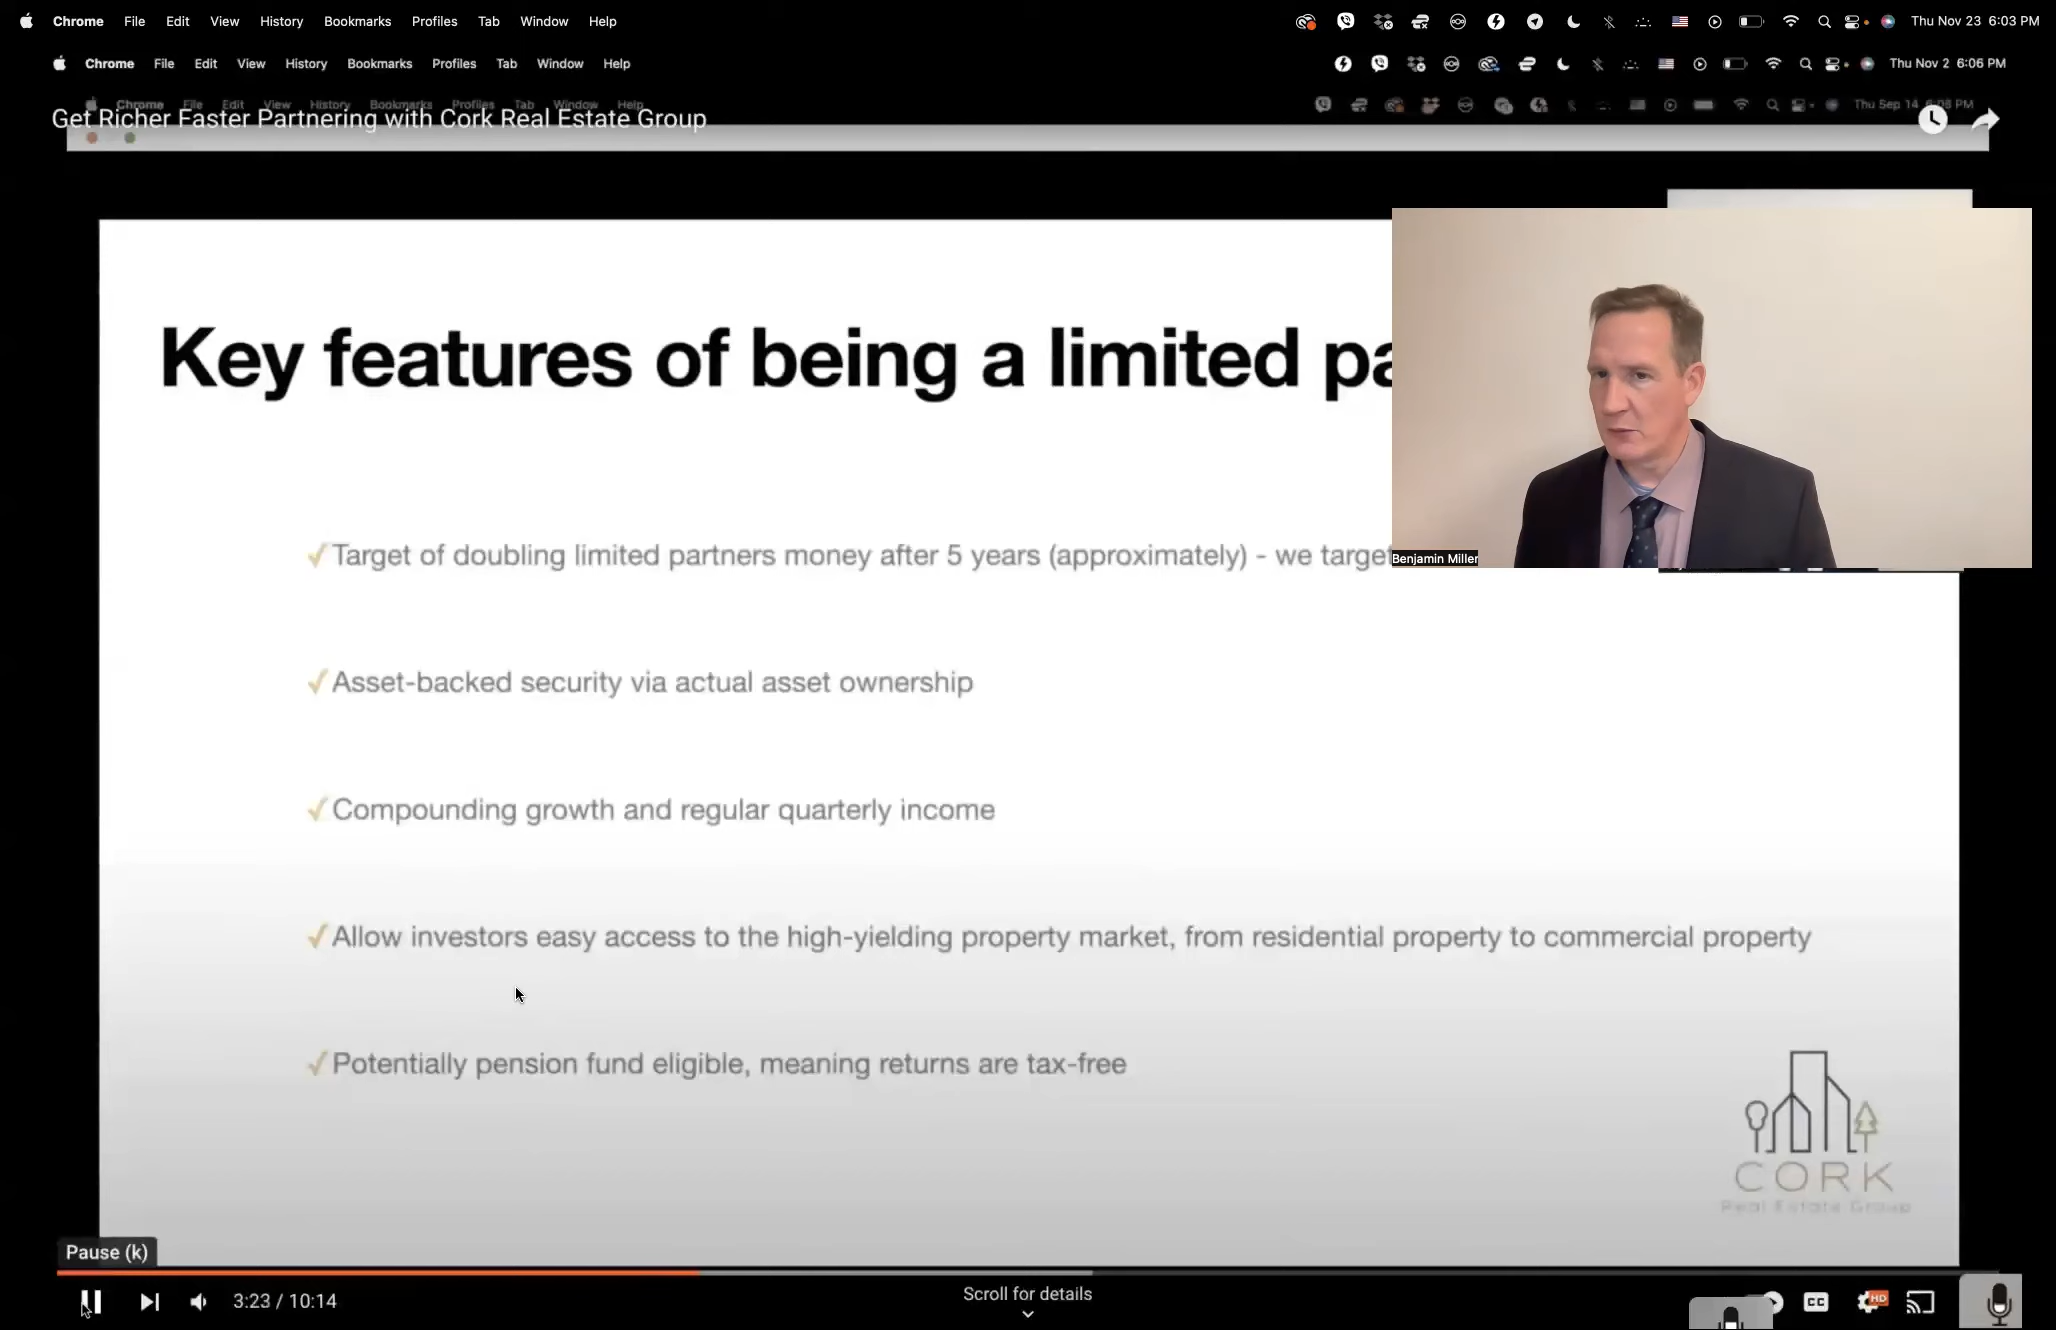 Chrome File Edit View History Bookmarks Profiles Tab Window Help Thu Nov 23 6:03 PM
Chrome File Edit View History Bookmarks Profiles Tab Window Help Thu Nov 2 6:06 PM
Chrome File Edit View History Bookmarks Profiles Tab Window Help Thu Sep 14 6:08 PM
Get Richer Faster Partnering with Cork Real Estate Group
Key features of being a limited pa
Benjamin Miller
✓Target of doubling limited partners money after 5 years (approximately) - we target
✓Asset-backed security via actual asset ownership
✓Compounding growth and regular quarterly income
✓Allow investors easy access to the high-yielding property market, from residential property to commercial property
✓Potentially pension fund eligible, meaning returns are tax-free
CORK
Real Estate Group
Pause (k)
3:23 / 10:14
Scroll for details
CC
HD